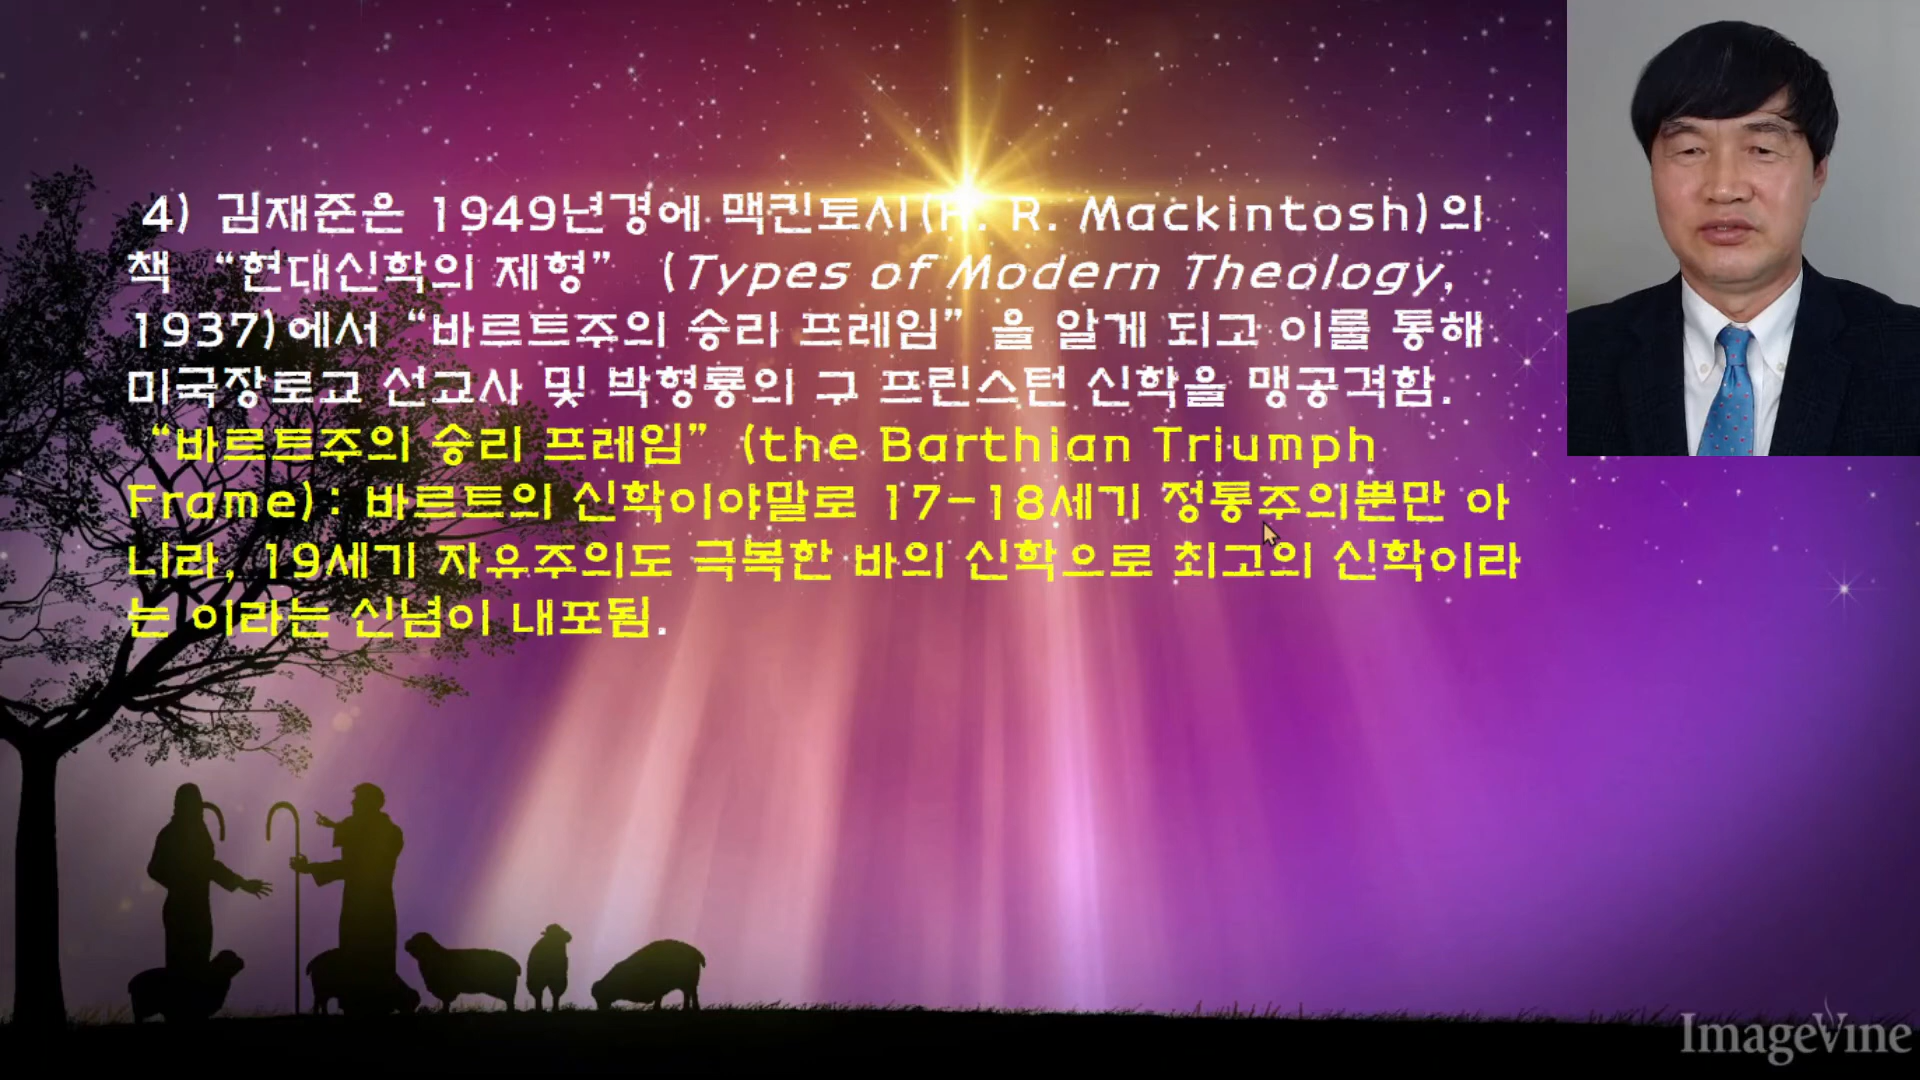 4) 김재준은 1949년경에 맥킨토시(H. R. Mackintosh)의
책 “현대신학의 제형” (Types of Modern Theology,
1937)에서 “바르트주의 승리 프레임”을 알게 되고 이를 통해
미국장로교 선교사 및 박형룡의 구 프린스턴 신학을 맹공격함.
“바르트주의 승리 프레임”(the Barthian Triumph
Frame): 바르트의 신학이야말로 17-18세기 정통주의뿐만 아
니라, 19세기 자유주의도 극복한 바의 신학으로 최고의 신학이라
는 이라는 신념이 내포됨.
ImageVine